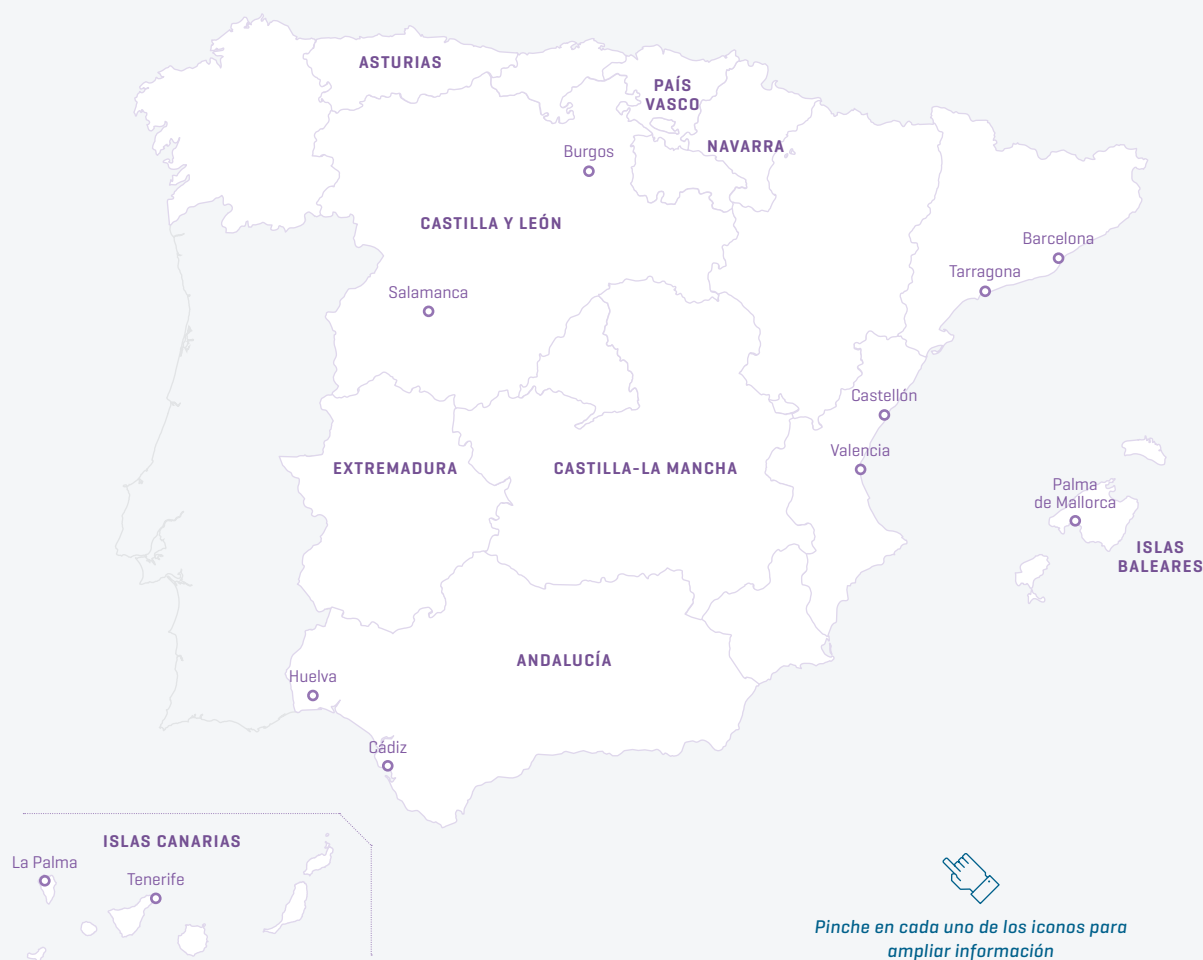 ASTURIAS
PAÍS
VASCO
NAVARRA
Burgos
CASTILLA Y LEÓN
Barcelona
Tarragona
Salamanca
Castellón
Valencia
EXTREMADURA
CASTILLA-LA MANCHA
Palma
de Mallorca
ISLAS
BALEARES
ANDALUCÍA
Huelva
Cádiz
ISLAS CANARIAS
La Palma
Tenerife
Pinche en cada uno de los iconos para
ampliar información